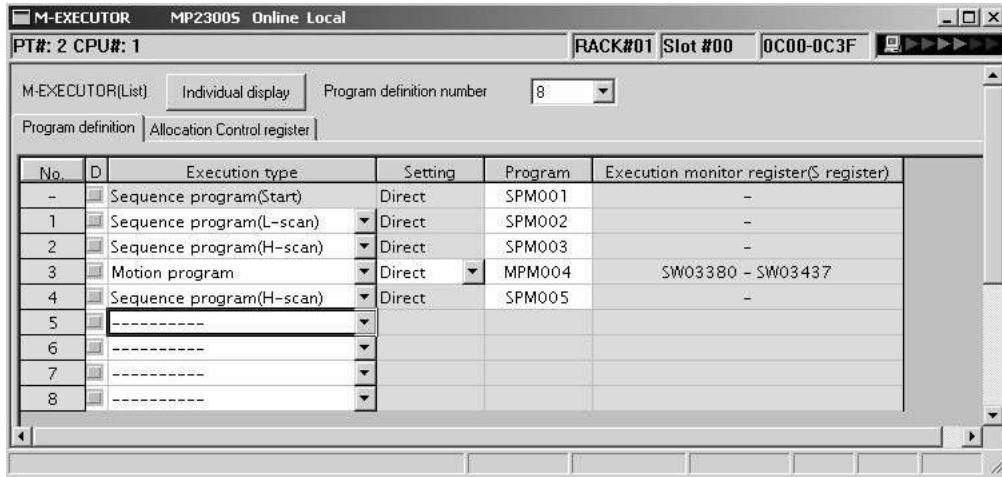 M-EXECUTOR MP2300S Online Local
PT#: 2 CPU#: 1 RACK#01 Slot #00 0C00-0C3F
M-EXECUTOR(List) Individual display Program definition number 8
Program definition Allocation Control register
No. D Execution type Setting Program Execution monitor register(S register)
- Sequence program(Start) Direct SPM001 -
1 Sequence program(L-scan) Direct SPM002 -
2 Sequence program(H-scan) Direct SPM003 -
3 Motion program Direct MPM004 SW03380 - SW03437
4 Sequence program(H-scan) Direct SPM005 -
5 ----------
6 ----------
7 ----------
8 ----------